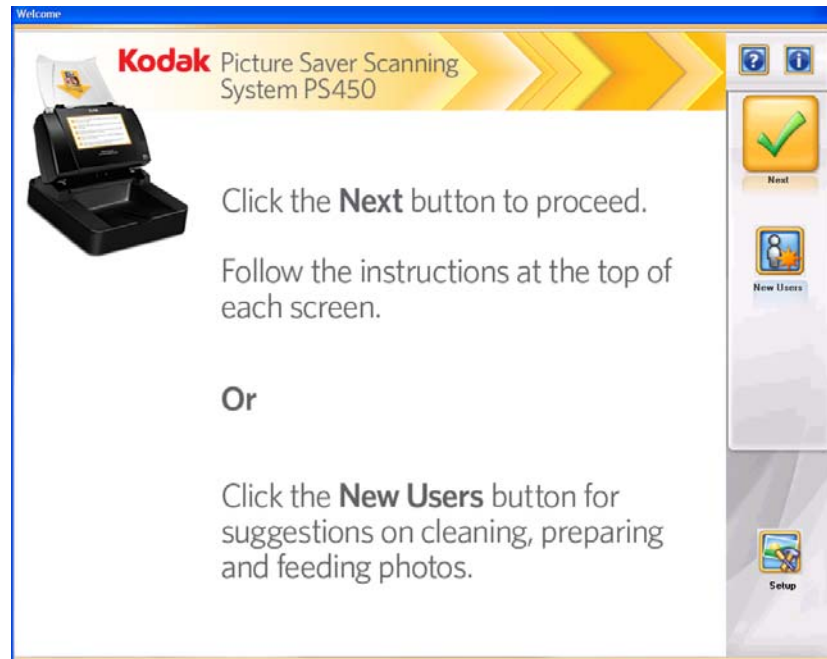 Welcome
Kodak Picture Saver Scanning
System PS450
Click the Next button to proceed.
Follow the instructions at the top of
each screen.
Or
Click the New Users button for
suggestions on cleaning, preparing
and feeding photos.
?
i
Next
New Users
Setup